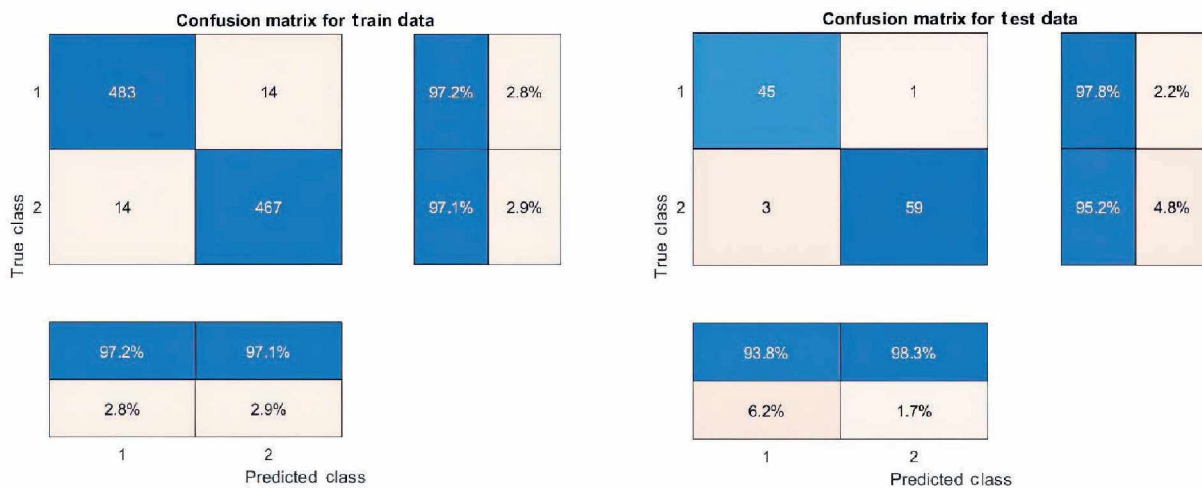 Confusion matrix for train data
1 483 14 97.2% 2.8%
2 14 467 97.1% 2.9%
True class
97.2% 97.1%
2.8% 2.9%
1 2
Predicted class
Confusion matrix for test data
1 45 1 97.8% 2.2%
2 3 59 95.2% 4.8%
True class
93.8% 98.3%
6.2% 1.7%
1 2
Predicted class